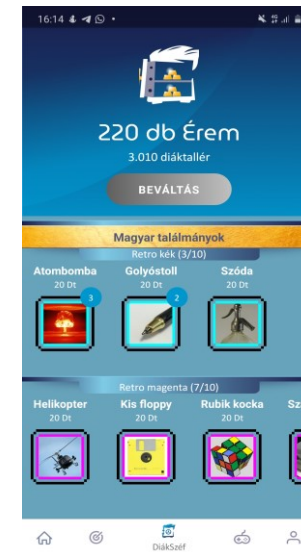 16:14
220 db Érem
3.010 diáktallér
BEVÁLTÁS
Magyar találmányok
Retro kék (3/10)
Atombomba Golyóstoll Szóda
20 Dt 20 Dt 20 Dt
3 2
Retro magenta (7/10)
Helikopter Kis floppy Rubik kocka Sz
20 Dt 20 Dt 20 Dt
DiákSzéf